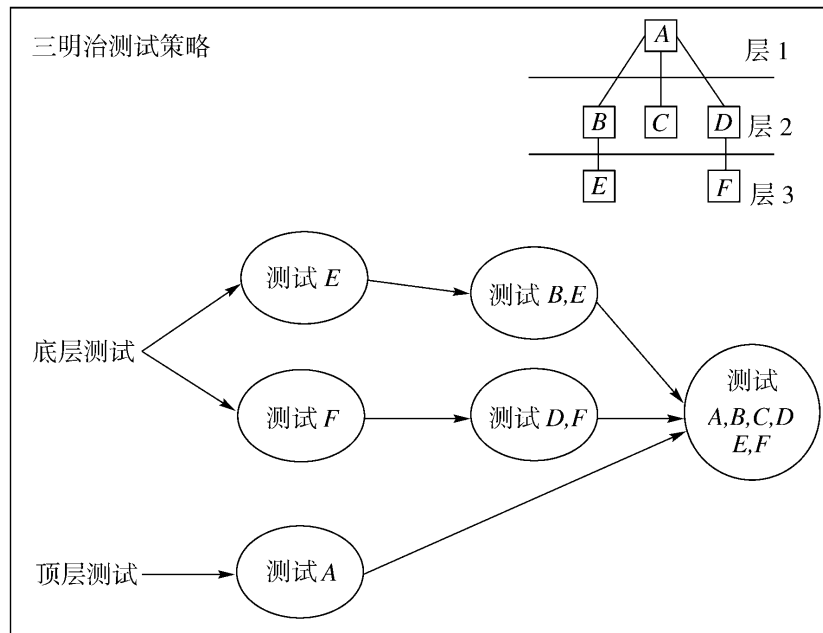 三明治测试策略
A
层 1
B
C
D
层 2
E
F
层 3
测试 E
测试 B,E
底层测试
测试
A,B,C,D
E,F
测试 F
测试 D,F
顶层测试
测试 A